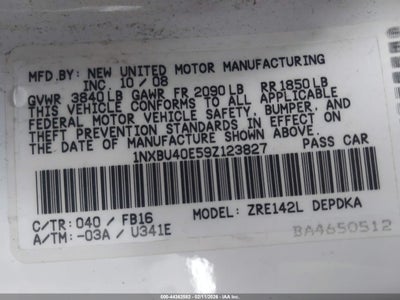 MFD.BY: NEW UNITED MOTOR MANUFACTURING
INC. 10/08
GVWR 3840LB GAWR FR 2090LB RR1850LB
THIS VEHICLE CONFORMS TO ALL APPLICABLE
FEDERAL MOTOR VEHICLE SAFETY, BUMPER, AND
THEFT PREVENTION STANDARDS IN EFFECT ON
THE DATE OF MANUFACTURE SHOWN ABOVE.
1NXBU40E59Z123827 PASS CAR
C/TR: 040 / FB16 MODEL: ZRE142L DEPDKA
A/TM: -03A / U341E
BA4650512